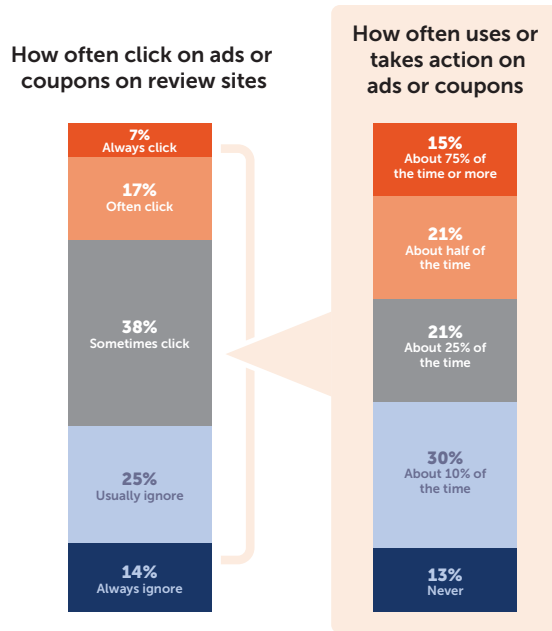 How often click on ads or
coupons on review sites
7%
Always click
17%
Often click
38%
Sometimes click
25%
Usually ignore
14%
Always ignore
How often uses or
takes action on
ads or coupons
15%
About 75% of
the time or more
21%
About half of
the time
21%
About 25% of
the time
30%
About 10% of
the time
13%
Never